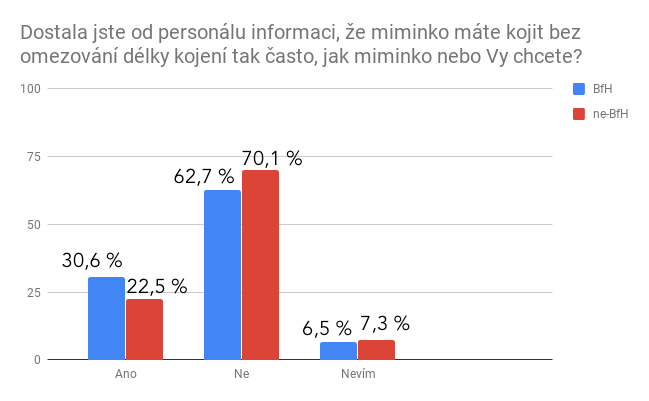 Dostala jste od personálu informaci, že miminko máte kojit bez
omezování délky kojení tak často, jak miminko nebo Vy chcete?
100
75
50
25
0
BfH
ne-BfH
30,6 %
22,5 %
62,7 %
70,1 %
6,5 %
7,3 %
Ano
Ne
Nevím